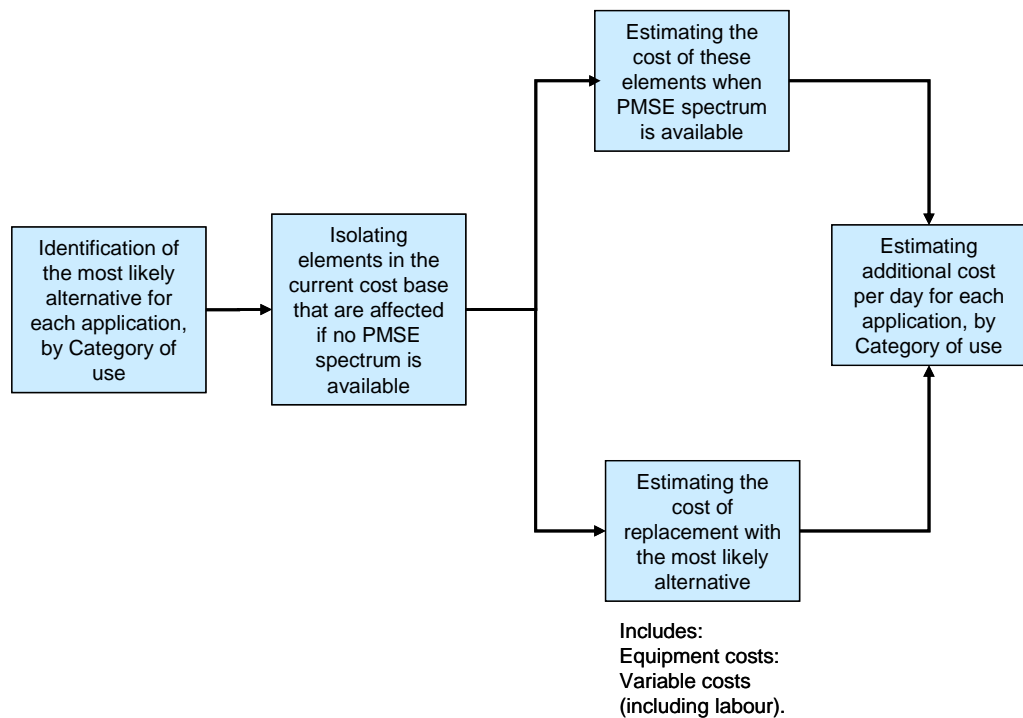 Identification of
the most likely
alternative for
each application,
by Category of
use
Isolating
elements in the
current cost base
that are affected
if no PMSE
spectrum is
available
Estimating the
cost of these
elements when
PMSE spectrum
is available
Estimating the
cost of
replacement with
the most likely
alternative
Includes:
Equipment costs:
Variable costs
(including labour).
Estimating
additional cost
per day for each
application, by
Category of use